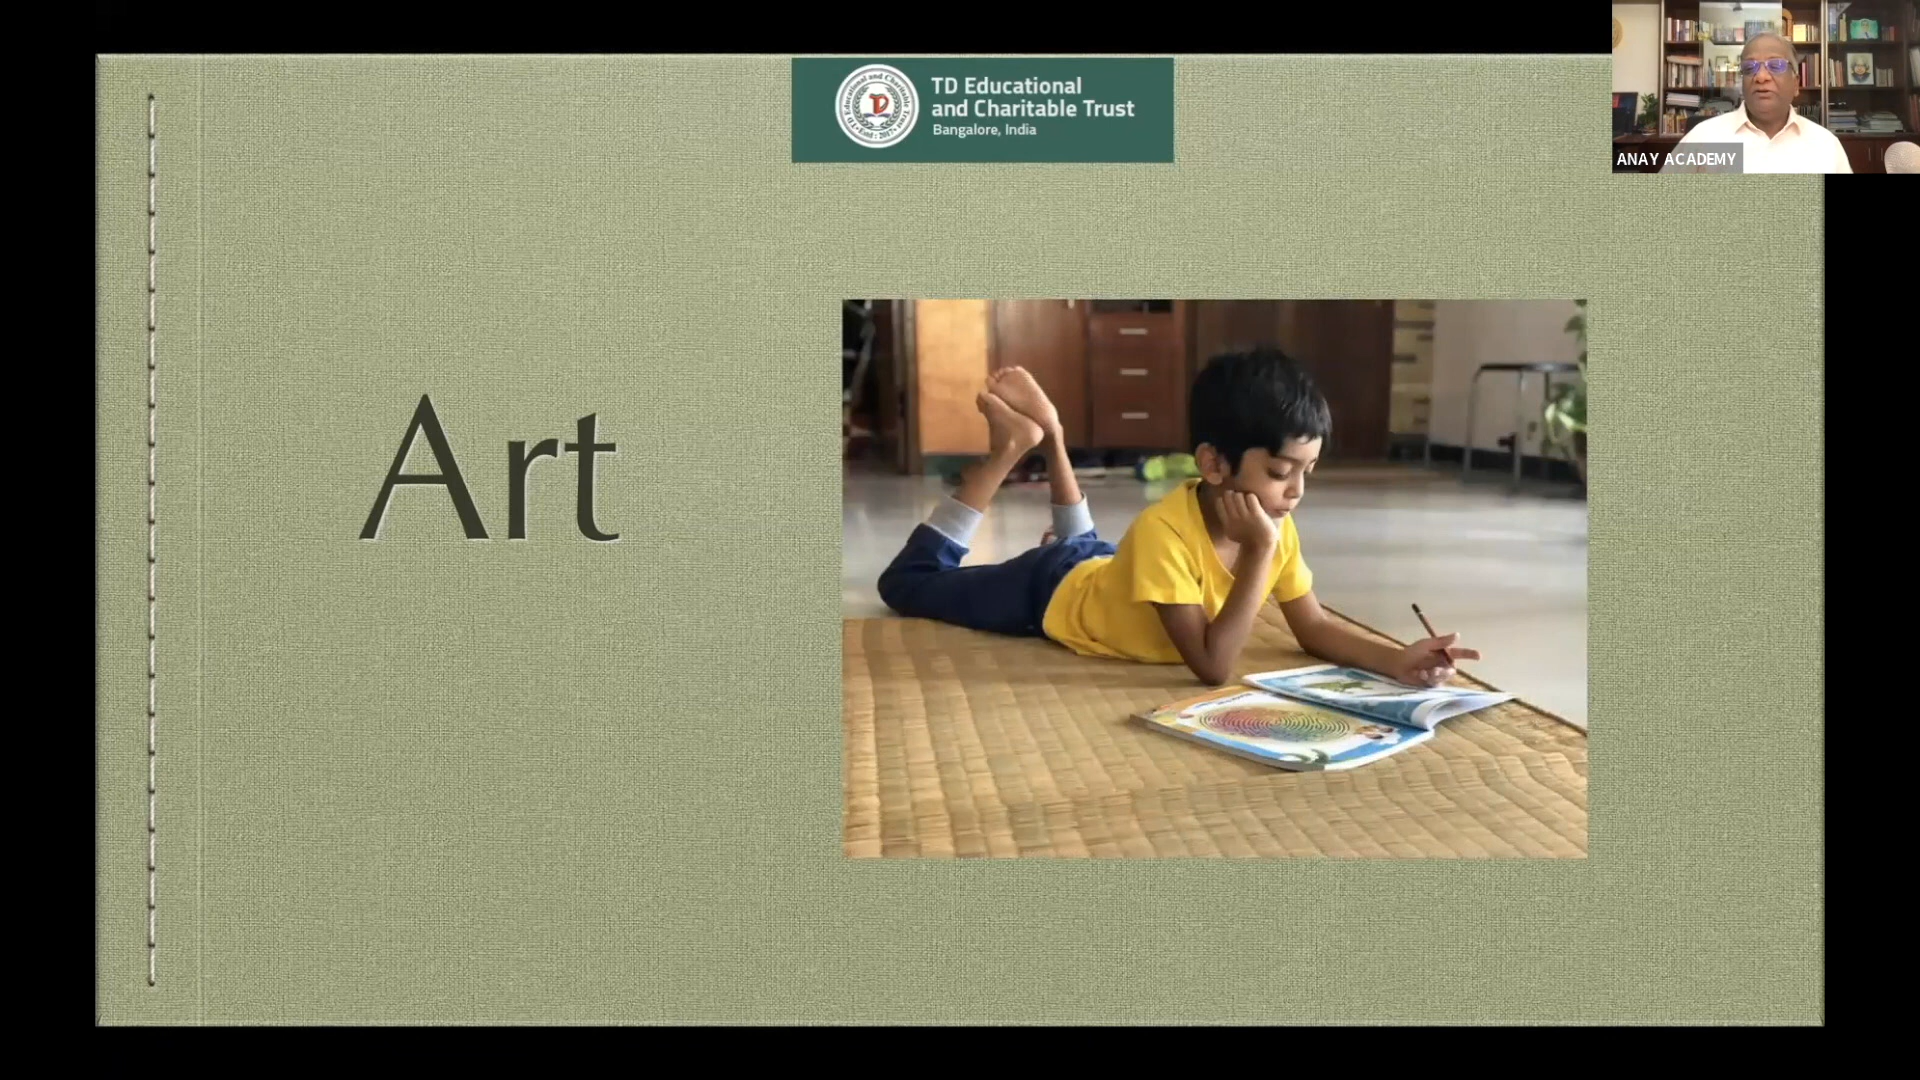 TD Educational
and Charitable Trust
Bangalore, India
ANAY ACADEMY
Art